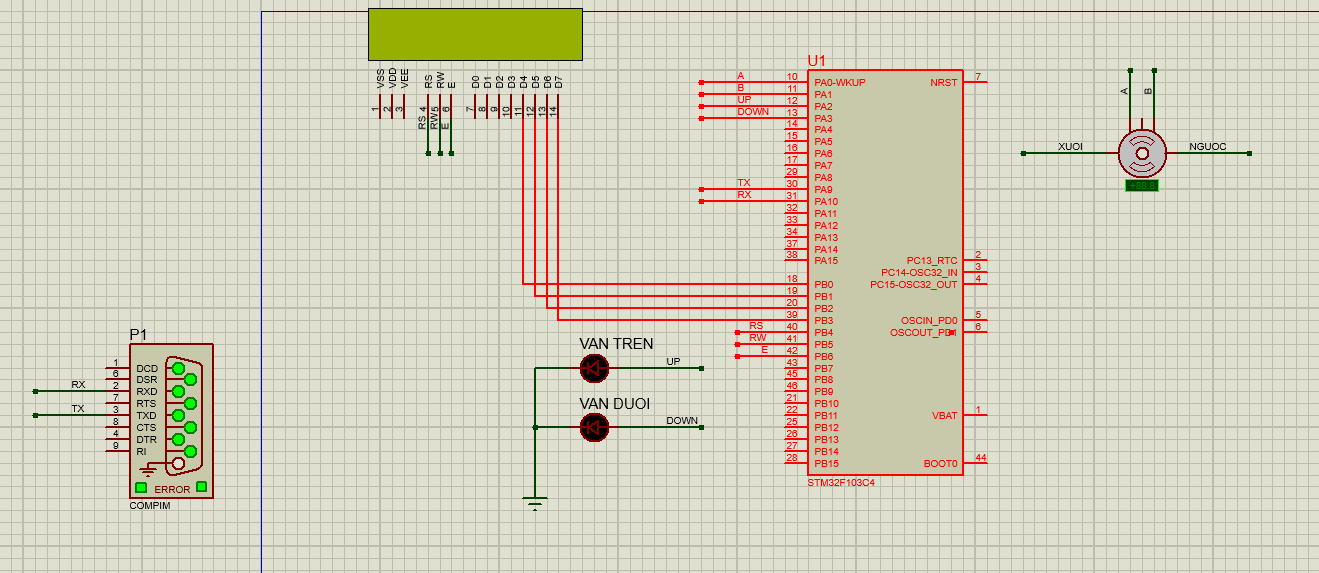 VSS
VDD
VEE
RS
RW
E
D0
D1
D2
D3
D4
D5
D6
D7
1
2
3
4
5
6
7
8
9
10
11
12
13
14
RS
RW
E
U1
A
10
PA0-WKUP
NRST
7
B
11
PA1
UP
12
PA2
DOWN
13
PA3
14
PA4
15
PA5
16
PA6
17
PA7
29
PA8
TX
30
PA9
RX
31
PA10
32
PA11
33
PA12
34
PA13
37
PA14
38
PA15
PC13_RTC
2
PC14-OSC32_IN
3
PC15-OSC32_OUT
4
18
PB0
19
PB1
20
PB2
39
PB3
OSCIN_PD0
5
RS
40
PB4
OSCOUT_PD1
6
RW
41
PB5
E
42
PB6
43
PB7
45
PB8
46
PB9
21
PB10
22
PB11
VBAT
1
25
PB12
26
PB13
27
PB14
28
PB15
BOOT0
44
STM32F103C4
A
B
XUOI
NGUOC
P1
1
DCD
6
DSR
RX
2
RXD
7
RTS
TX
3
TXD
8
CTS
4
DTR
9
RI
ERROR
COMPIM
VAN TREN
UP
VAN DUOI
DOWN